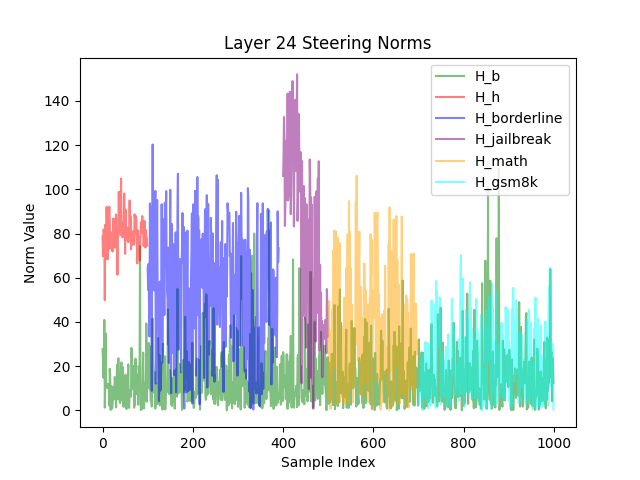 Layer 24 Steering Norms
Norm Value
140
120
100
80
60
40
20
0
0
200
400
600
800
1000
Sample Index
H_b
H_h
H_borderline
H_jailbreak
H_math
H_gsm8k